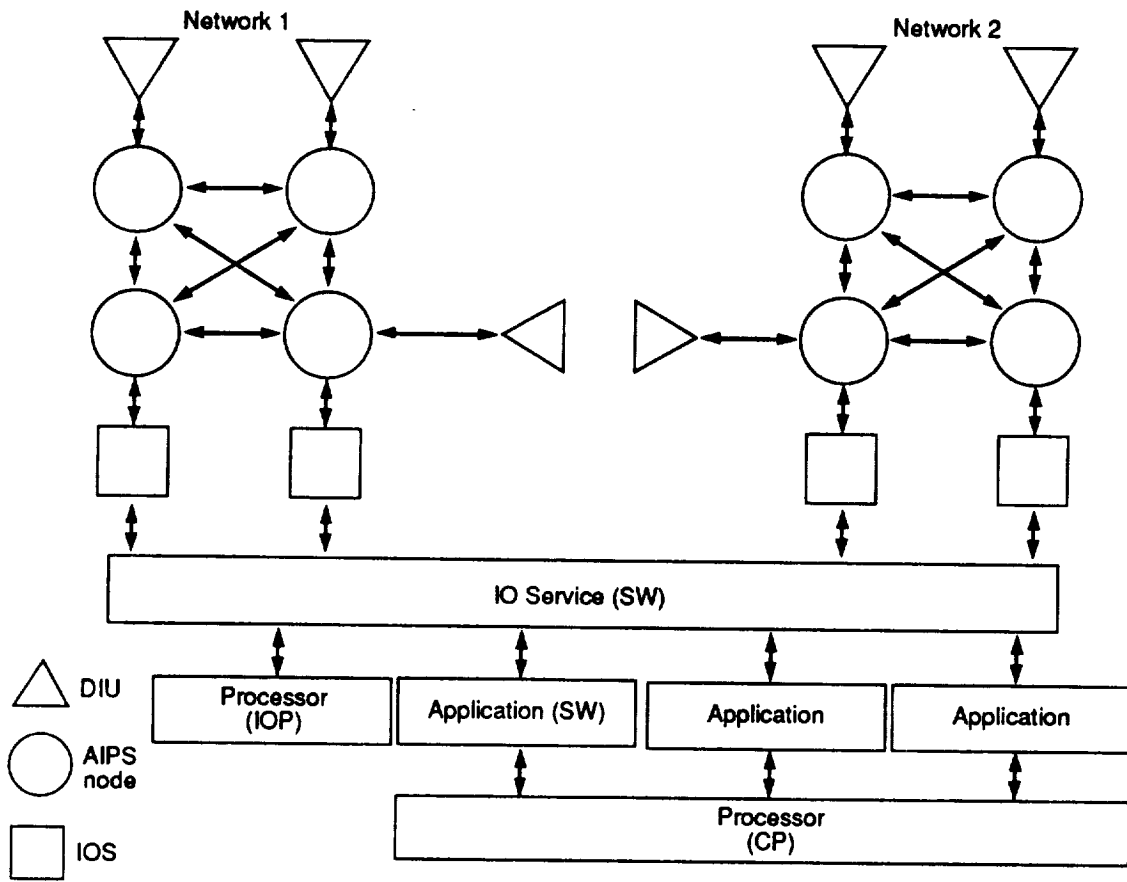 Network 1
Network 2
IO Service (SW)
Processor
(IOP)
Application (SW)
Application
Application
Processor
(CP)
DIU
AIPS
node
IOS